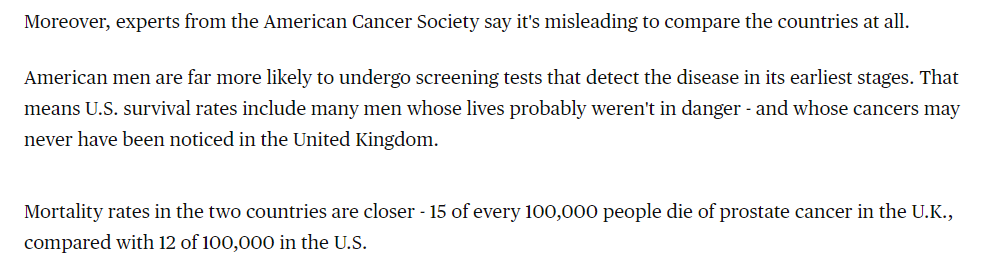 Moreover, experts from the American Cancer Society say it's misleading to compare the countries at all.
American men are far more likely to undergo screening tests that detect the disease in its earliest stages. That
means U.S. survival rates include many men whose lives probably weren't in danger - and whose cancers may
never have been noticed in the United Kingdom.
Mortality rates in the two countries are closer - 15 of every 100,000 people die of prostate cancer in the U.K.,
compared with 12 of 100,000 in the U.S.